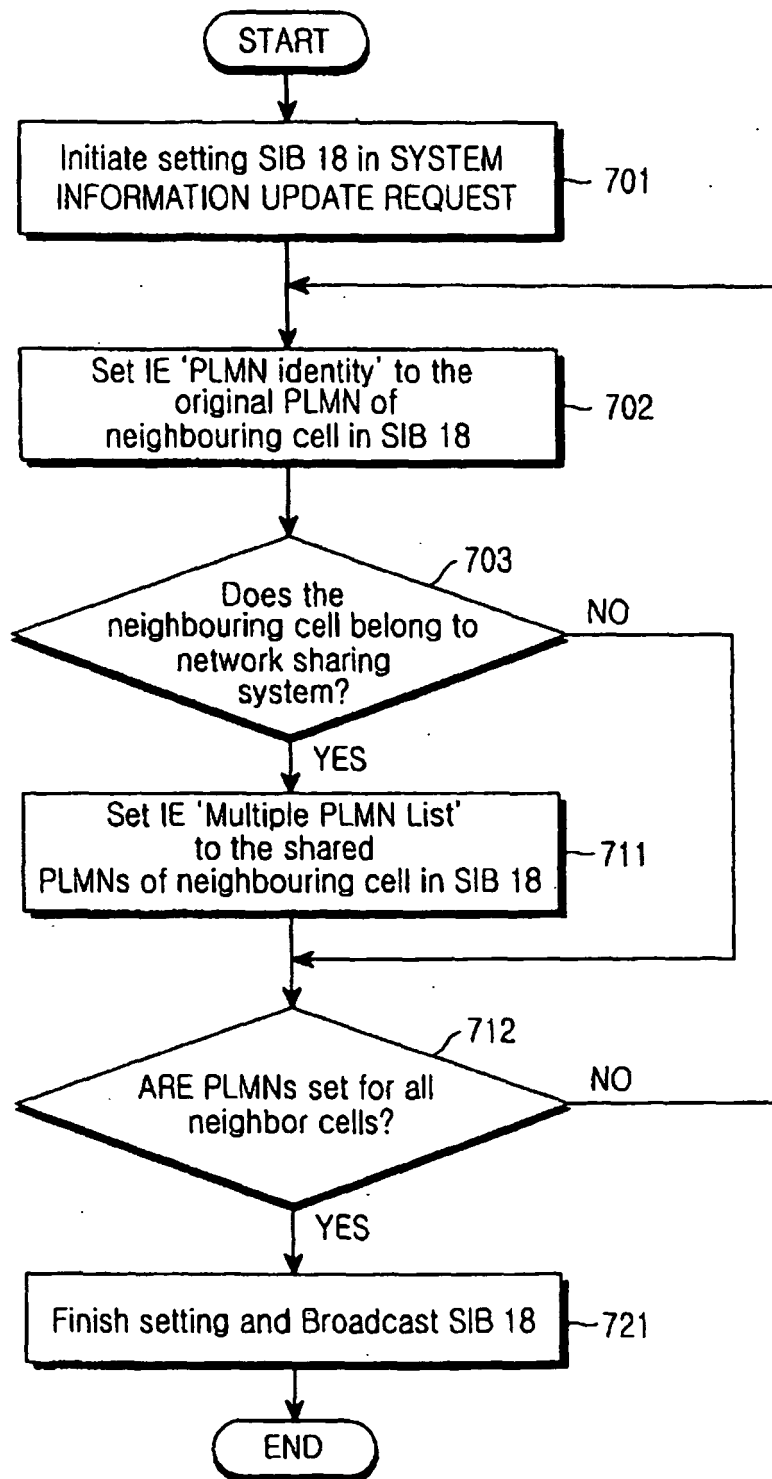 START
Initiate setting SIB 18 in SYSTEM
INFORMATION UPDATE REQUEST
701
Set IE 'PLMN identity' to the
original PLMN of
neighbouring cell in SIB 18
702
703
Does the
neighbouring cell belong to
network sharing
system?
NO
YES
Set IE 'Multiple PLMN List'
to the shared
PLMNs of neighbouring cell in SIB 18
711
712
ARE PLMNs set for all
neighbor cells?
NO
YES
Finish setting and Broadcast SIB 18
721
END